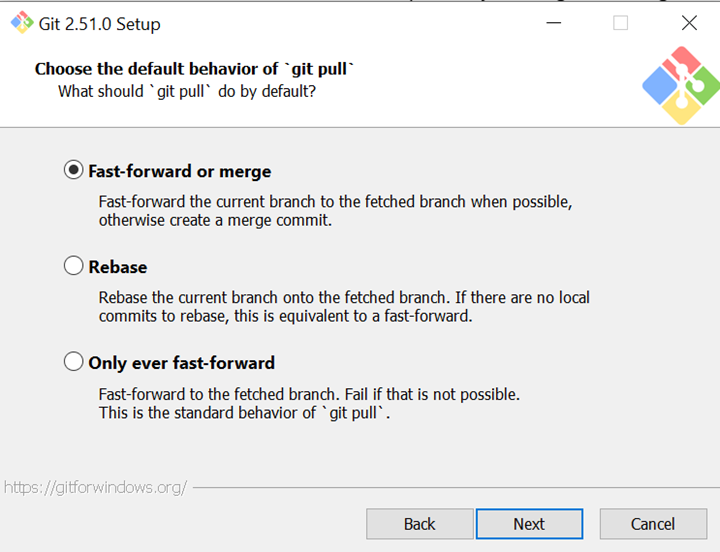 Git 2.51.0 Setup
Choose the default behavior of `git pull`
What should `git pull` do by default?
Fast-forward or merge
Fast-forward the current branch to the fetched branch when possible,
otherwise create a merge commit.
Rebase
Rebase the current branch onto the fetched branch. If there are no local
commits to rebase, this is equivalent to a fast-forward.
Only ever fast-forward
Fast-forward to the fetched branch. Fail if that is not possible.
This is the standard behavior of `git pull`.
https://gitforwindows.org/
Back
Next
Cancel